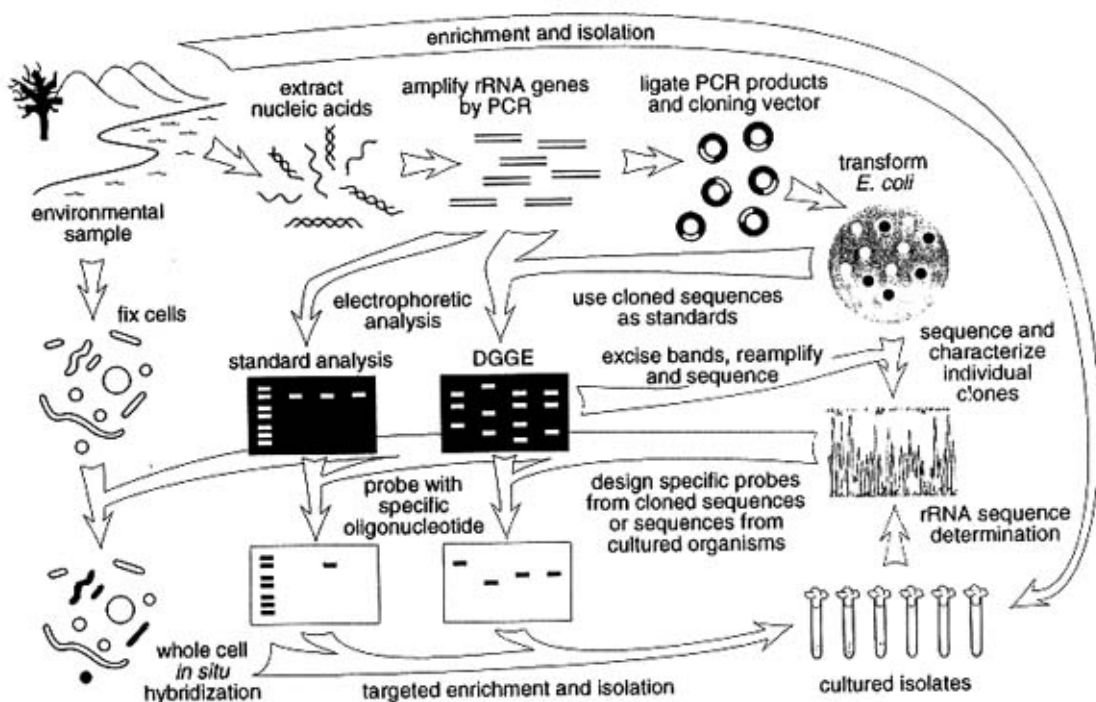 enrichment and isolation
extract
nucleic acids
amplify rRNA genes
by PCR
ligate PCR products
and cloning vector
transform
E. coli
environmental
sample
fix cells
electrophoretic
analysis
use cloned sequences
as standards
standard analysis
DGGE
excise bands, reamplify
and sequence
sequence and
characterize
individual
clones
probe with
specific
oligonucleotide
design specific probes
from cloned sequences
or sequences from
cultured organisms
rRNA sequence
determination
whole cell
in situ
hybridization
targeted enrichment and isolation
cultured isolates